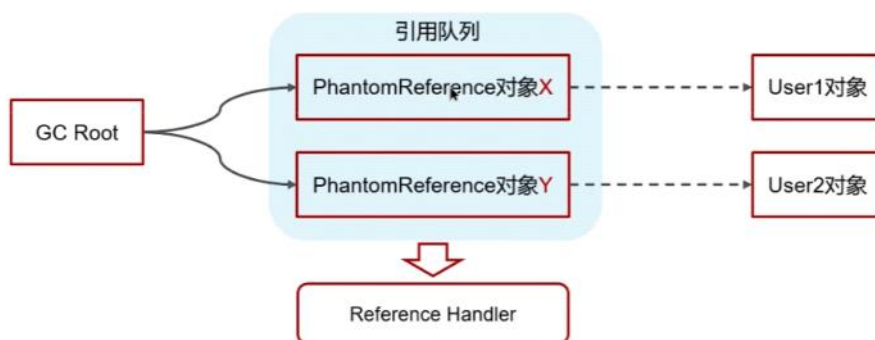 引用队列
PhantomReference对象X
User1对象
GC Root
PhantomReference对象Y
User2对象
Reference Handler